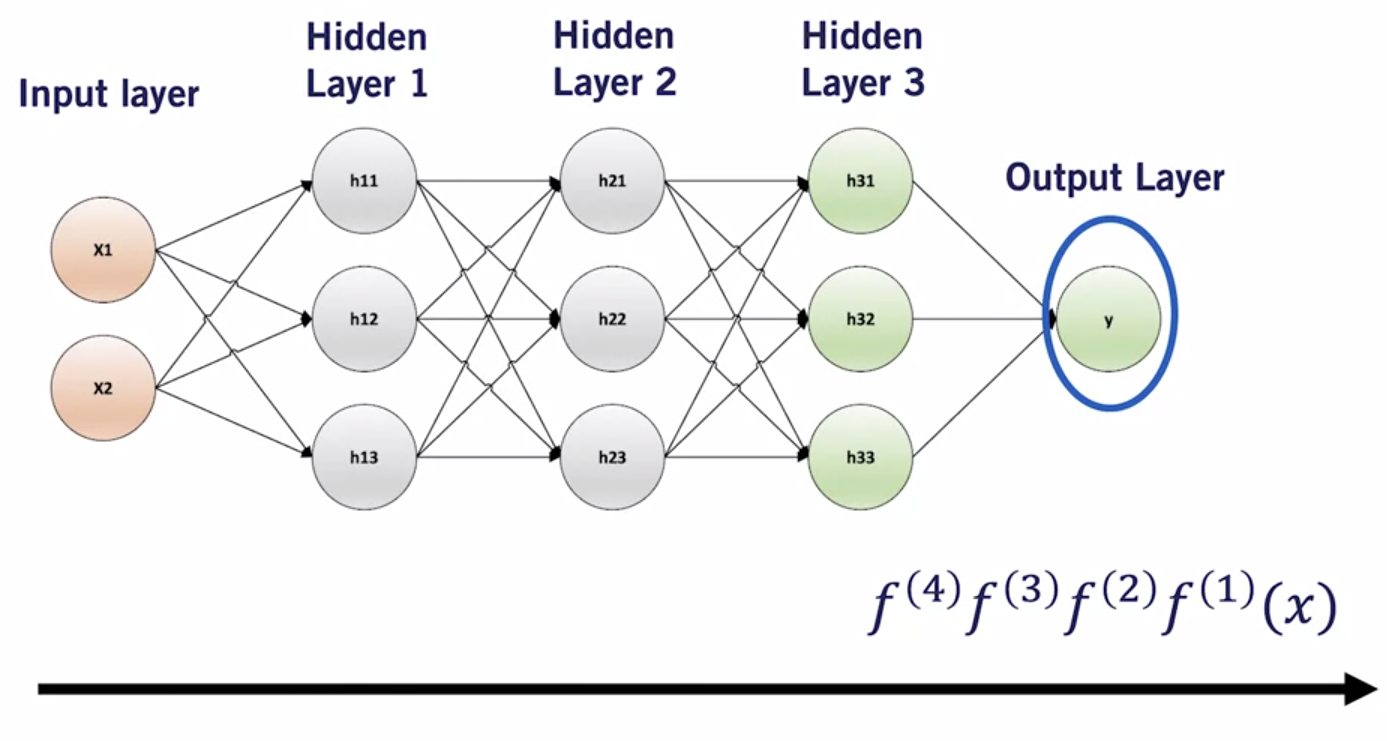 Input layer
Hidden
Layer 1
Hidden
Layer 2
Hidden
Layer 3
Output Layer
X1
X2
h11
h12
h13
h21
h22
h23
h31
h32
h33
y
f⁽⁴⁾f⁽³⁾f⁽²⁾f⁽¹⁾(x)